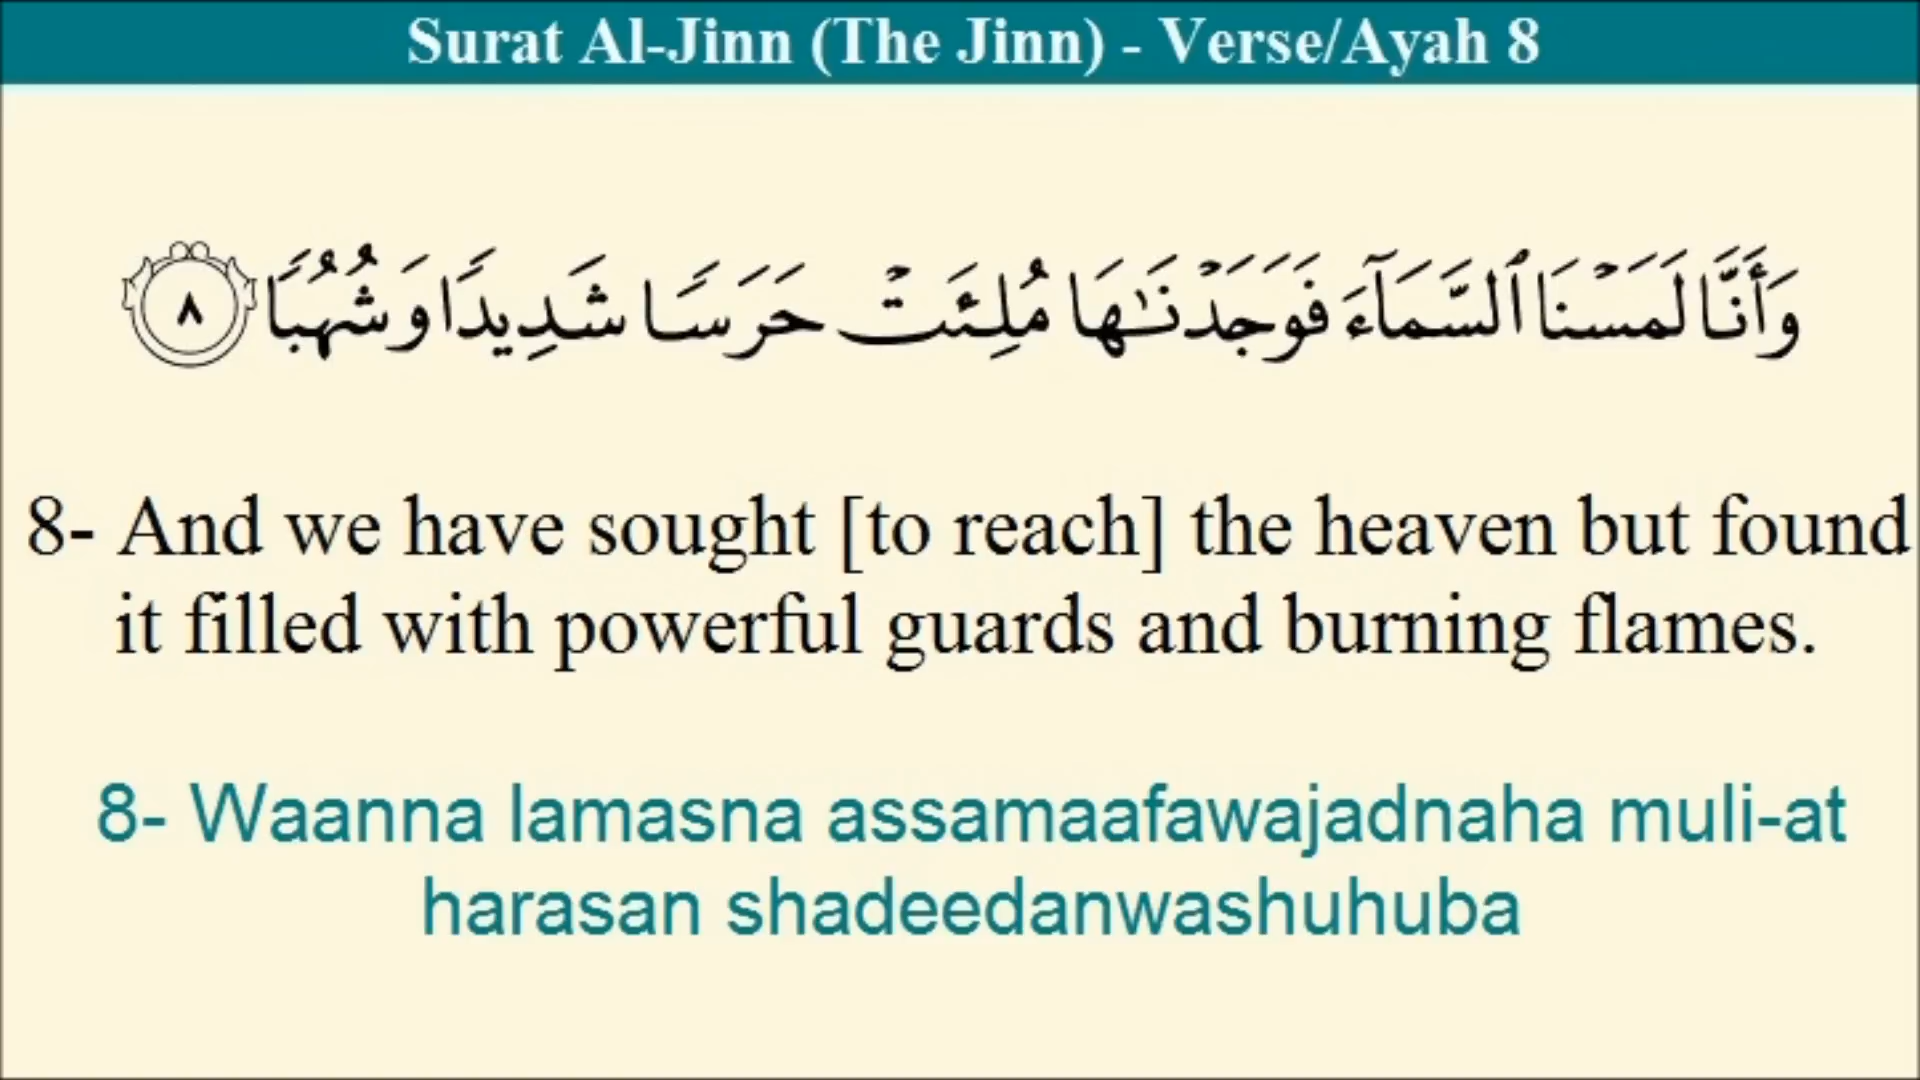 Surat Al-Jinn (The Jinn) - Verse/Ayah 8
وَأَنَّا لَمَسْنَا ٱلسَّمَآءَ فَوَجَدْنَـٰهَا مُلِئَتْ حَرَسًا شَدِيدًا وَشُهُبًا ٨
8- And we have sought [to reach] the heaven but found
it filled with powerful guards and burning flames.
8- Waanna lamasna assamaafawajadnaha muli-at
harasan shadeedanwashuhuba